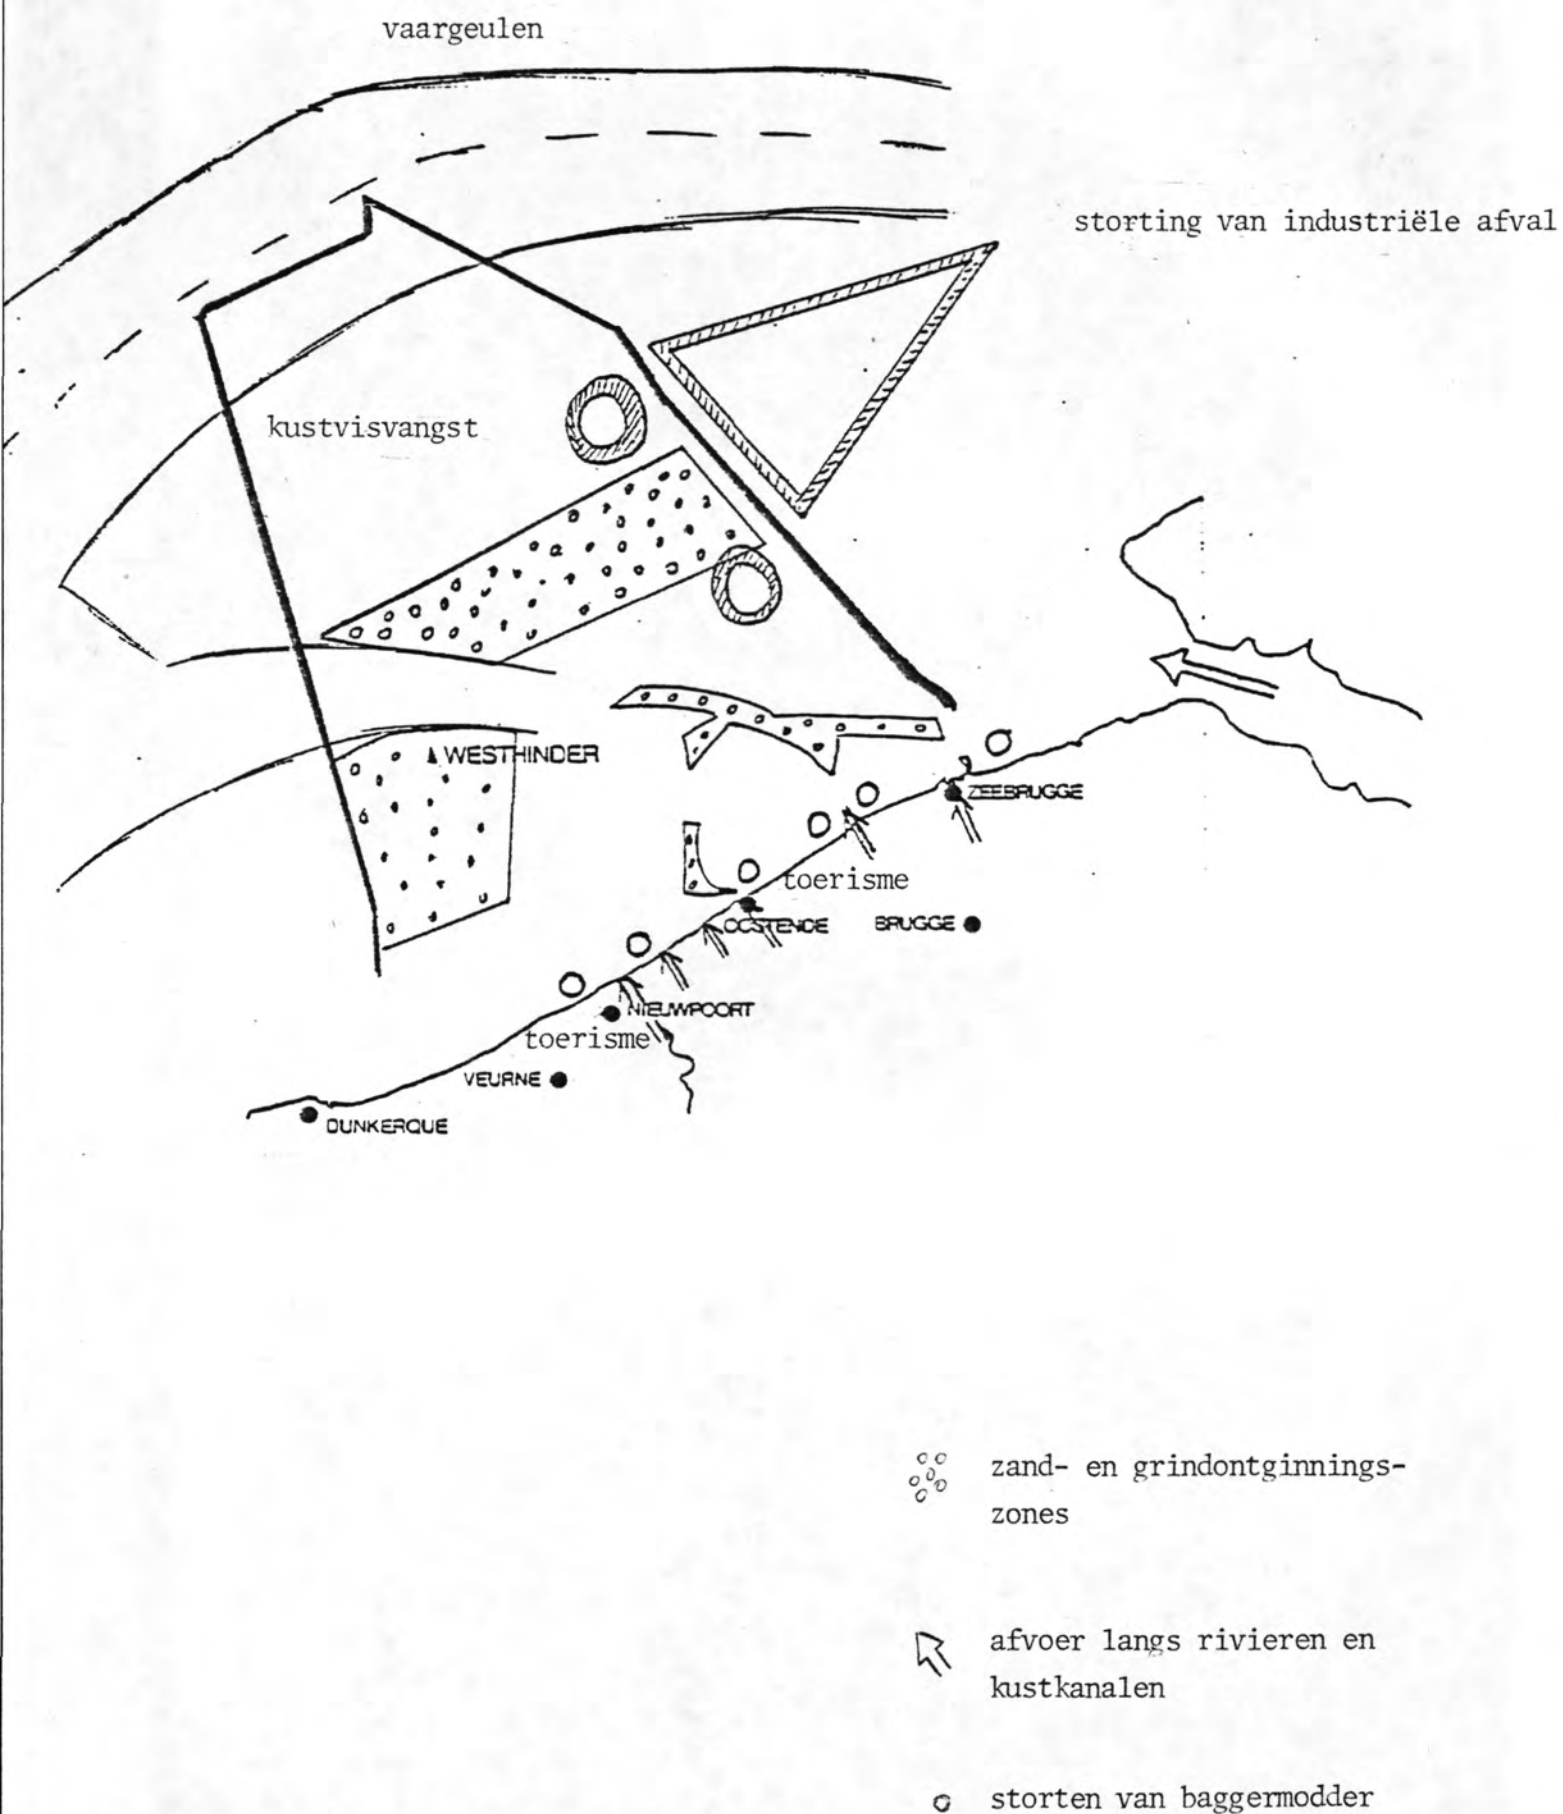 vaargeulen
storting van industriële afval
kustvisvangst
WESTHINDER
ZEEBRUGGE
toerisme
OOSTENDE
BRUGGE
NIEUWPOORT
toerisme
VEURNE
DUNKERQUE
zand- en grindontginnings-
zones
afvoer langs rivieren en
kustkanalen
storten van baggermodder